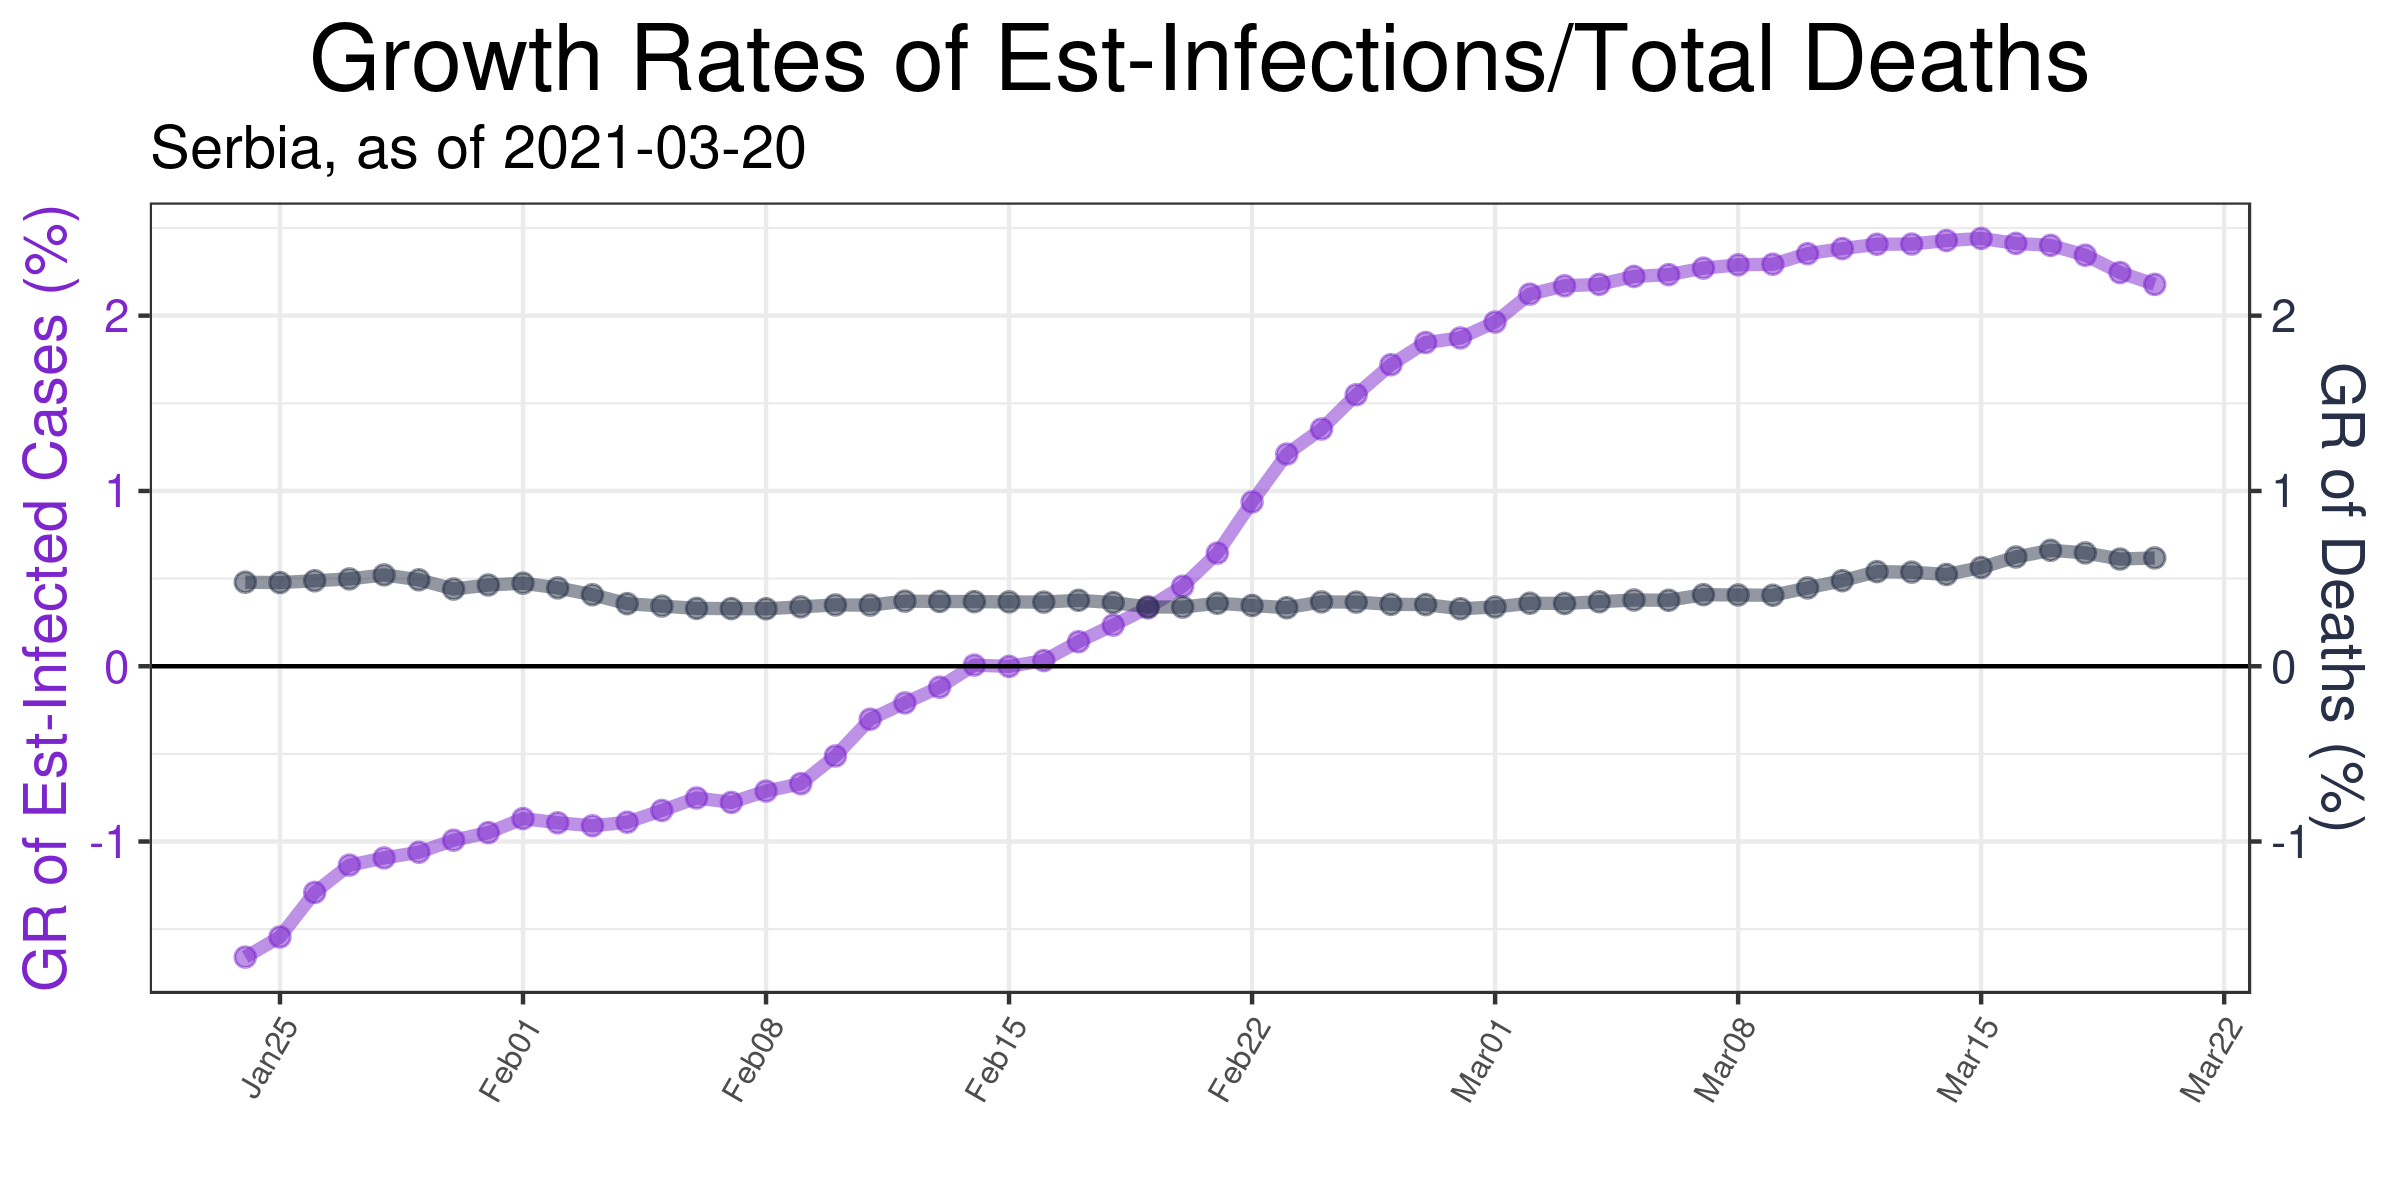 Growth Rates of Est-Infections/Total Deaths
Serbia, as of 2021-03-20
GR of Est-Infected Cases (%)
2
1
0
-1
2
1
0
-1
GR of Deaths (%)
Jan25
Feb01
Feb08
Feb15
Feb22
Mar01
Mar08
Mar15
Mar22